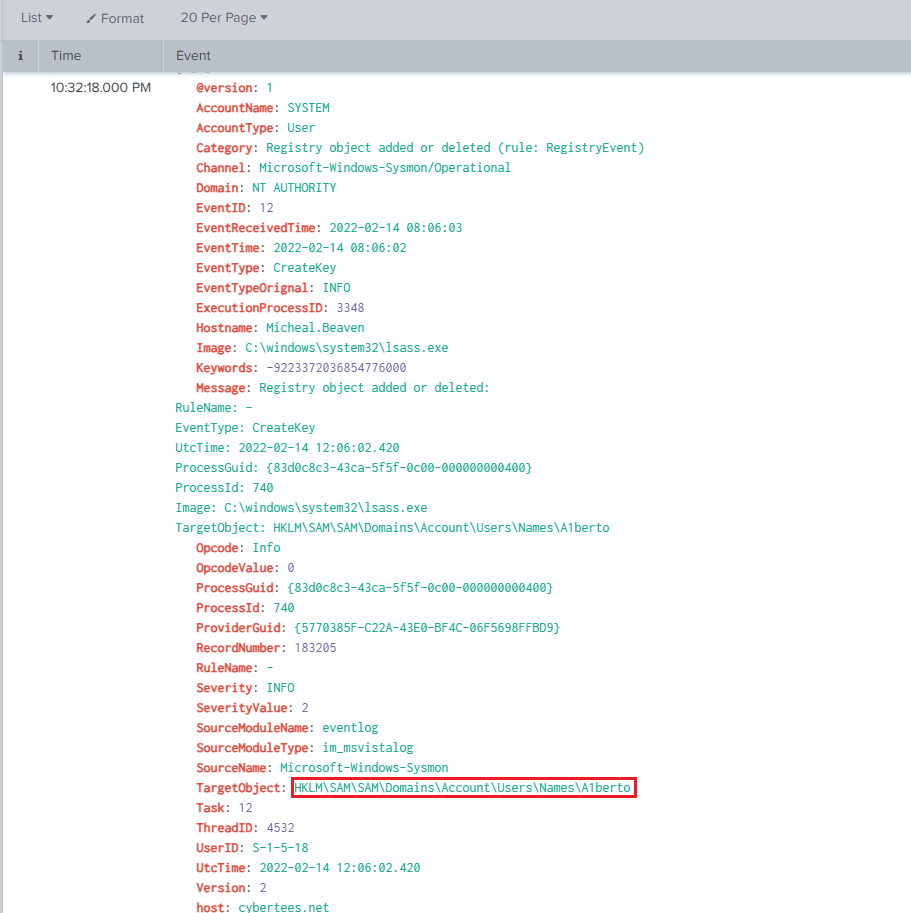 List Format 20 Per Page
i Time Event
10:32:18.000 PM @version: 1
AccountName: SYSTEM
AccountType: User
Category: Registry object added or deleted (rule: RegistryEvent)
Channel: Microsoft-Windows-Sysmon/Operational
Domain: NT AUTHORITY
EventID: 12
EventReceivedTime: 2022-02-14 08:06:03
EventTime: 2022-02-14 08:06:02
EventType: CreateKey
EventTypeOrignal: INFO
ExecutionProcessID: 3348
Hostname: Micheal.Beaven
Image: C:\windows\system32\lsass.exe
Keywords: -9223372036854776000
Message: Registry object added or deleted:
RuleName: -
EventType: CreateKey
UtcTime: 2022-02-14 12:06:02.420
ProcessGuid: {83d0c8c3-43ca-5f5f-0c00-000000000400}
ProcessId: 740
Image: C:\windows\system32\lsass.exe
TargetObject: HKLM\SAM\SAM\Domains\Account\Users\Names\A1berto
Opcode: Info
OpcodeValue: 0
ProcessGuid: {83d0c8c3-43ca-5f5f-0c00-000000000400}
ProcessId: 740
ProviderGuid: {5770385F-C22A-43E0-BF4C-06F5698FFBD9}
RecordNumber: 183205
RuleName: -
Severity: INFO
SeverityValue: 2
SourceModuleName: eventlog
SourceModuleType: im_msvistalog
SourceName: Microsoft-Windows-Sysmon
TargetObject: HKLM\SAM\SAM\Domains\Account\Users\Names\A1berto
Task: 12
ThreadID: 4532
UserID: S-1-5-18
UtcTime: 2022-02-14 12:06:02.420
Version: 2
host: cybertees.net